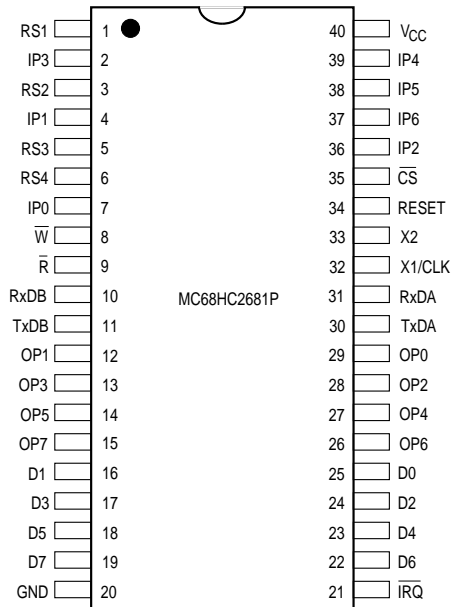 RS1 1 40 VCC
IP3 2 39 IP4
RS2 3 38 IP5
IP1 4 37 IP6
RS3 5 36 IP2
RS4 6 35 C̅S̅
IP0 7 34 RESET
W̅ 8 33 X2
R̅ 9 32 X1/CLK
RxDB 10 MC68HC2681P 31 RxDA
TxDB 11 30 TxDA
OP1 12 29 OP0
OP3 13 28 OP2
OP5 14 27 OP4
OP7 15 26 OP6
D1 16 25 D0
D3 17 24 D2
D5 18 23 D4
D7 19 22 D6
GND 20 21 I̅R̅Q̅